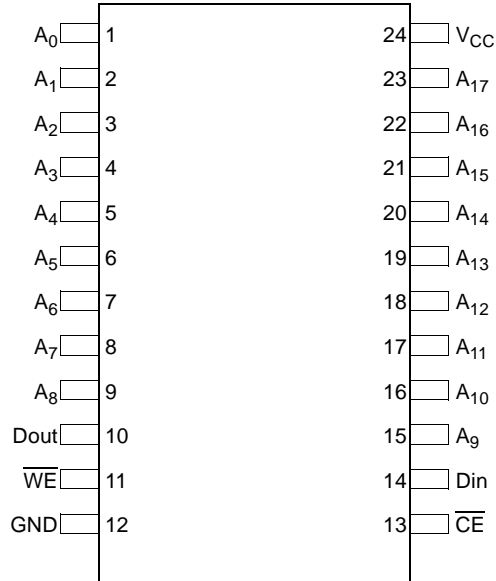 A0 1 24 VCC
A1 2 23 A17
A2 3 22 A16
A3 4 21 A15
A4 5 20 A14
A5 6 19 A13
A6 7 18 A12
A7 8 17 A11
A8 9 16 A10
Dout 10 15 A9
WE 11 14 Din
GND 12 13 CE